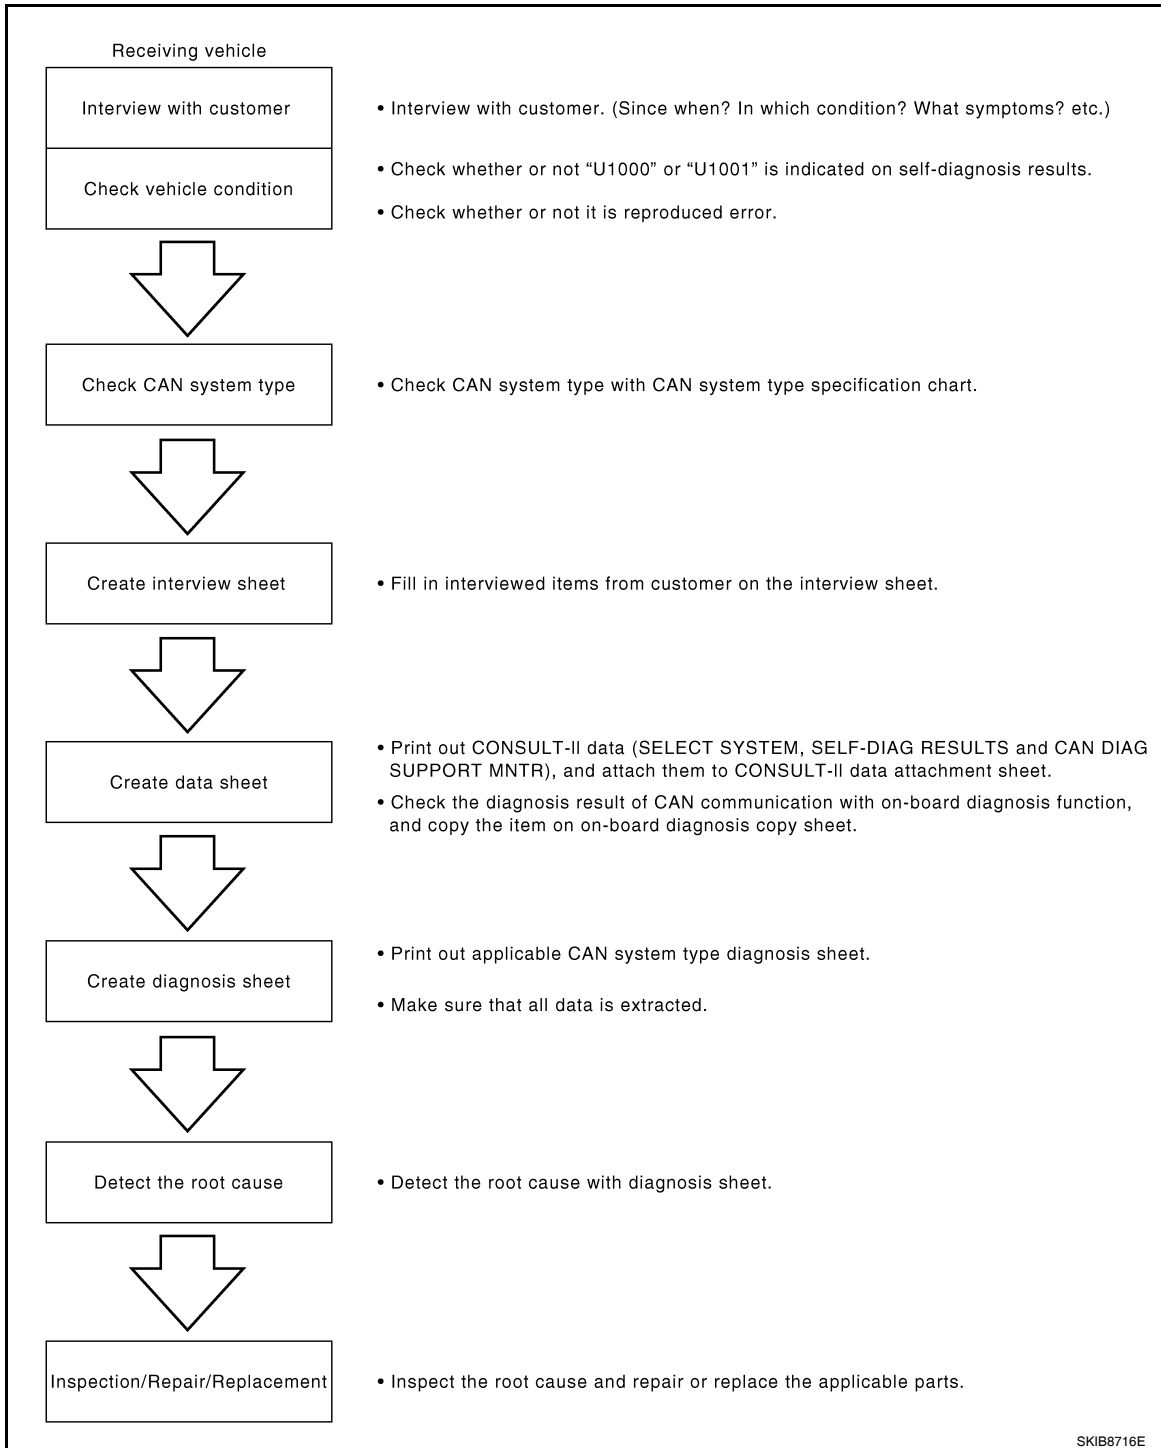 Receiving vehicle
Interview with customer
• Interview with customer. (Since when? In which condition? What symptoms? etc.)
Check vehicle condition
• Check whether or not “U1000” or “U1001” is indicated on self-diagnosis results.
• Check whether or not it is reproduced error.
Check CAN system type
• Check CAN system type with CAN system type specification chart.
Create interview sheet
• Fill in interviewed items from customer on the interview sheet.
Create data sheet
• Print out CONSULT-II data (SELECT SYSTEM, SELF-DIAG RESULTS and CAN DIAG
SUPPORT MNTR), and attach them to CONSULT-II data attachment sheet.
• Check the diagnosis result of CAN communication with on-board diagnosis function,
and copy the item on on-board diagnosis copy sheet.
Create diagnosis sheet
• Print out applicable CAN system type diagnosis sheet.
• Make sure that all data is extracted.
Detect the root cause
• Detect the root cause with diagnosis sheet.
Inspection/Repair/Replacement
• Inspect the root cause and repair or replace the applicable parts.
SKIB8716E